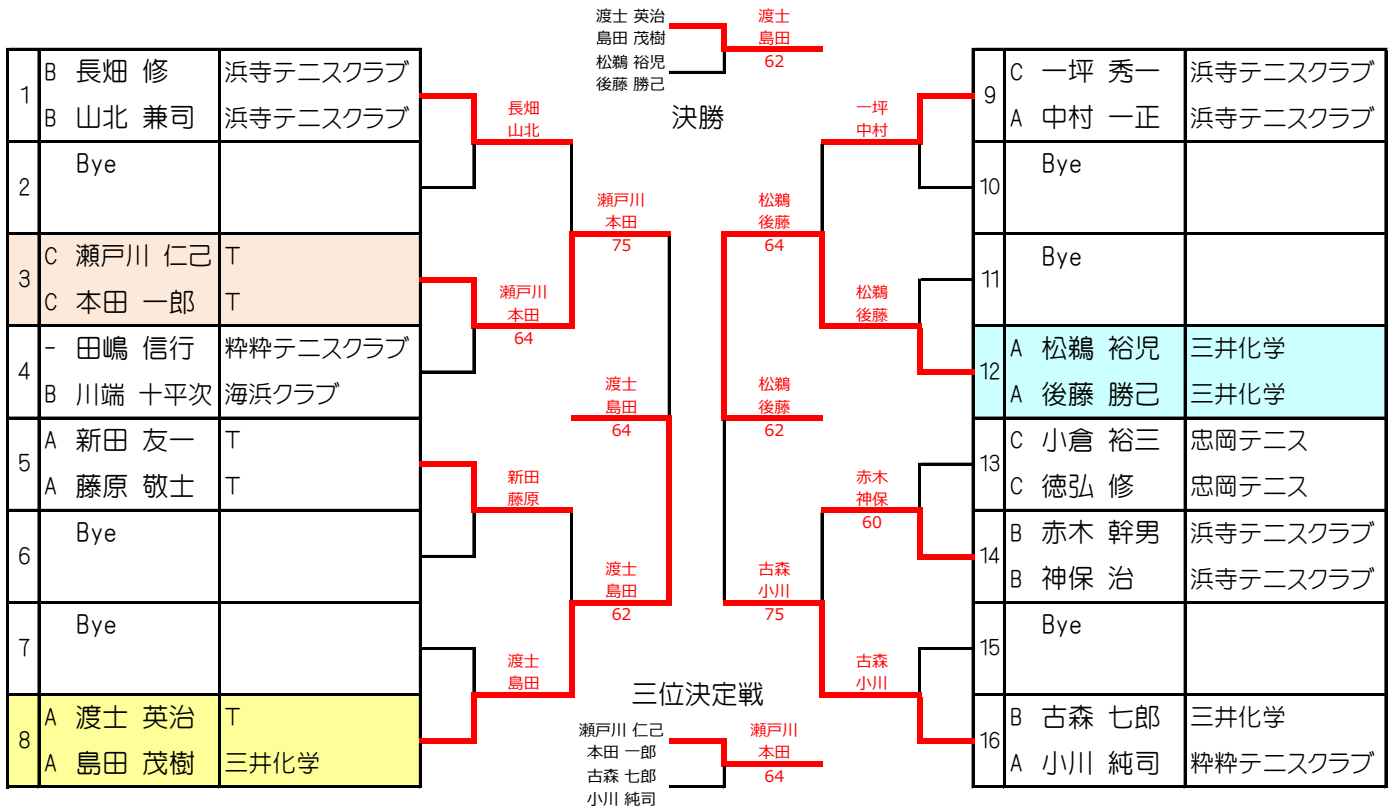 渡士 英治
島田 茂樹
松鵜 裕児
後藤 勝己
渡士
島田
62
決勝
1
B 長畑 修 浜寺テニスクラブ
B 山北 兼司 浜寺テニスクラブ
2
Bye
3
C 瀬戸川 仁己 T
C 本田 一郎 T
4
- 田嶋 信行 粋粋テニスクラブ
B 川端 十平次 海浜クラブ
5
A 新田 友一 T
A 藤原 敬士 T
6
Bye
7
Bye
8
A 渡士 英治 T
A 島田 茂樹 三井化学
長畑
山北
瀬戸川
本田
64
新田
藤原
渡士
島田
瀬戸川
本田
75
渡士
島田
62
渡士
島田
64
松鵜
後藤
62
松鵜
後藤
64
古森
小川
75
一坪
中村
松鵜
後藤
赤木
神保
60
古森
小川
9
C 一坪 秀一 浜寺テニスクラブ
A 中村 一正 浜寺テニスクラブ
10
Bye
11
Bye
12
A 松鵜 裕児 三井化学
A 後藤 勝己 三井化学
13
C 小倉 裕三 忠岡テニス
C 徳弘 修 忠岡テニス
14
B 赤木 幹男 浜寺テニスクラブ
B 神保 治 浜寺テニスクラブ
15
Bye
16
B 古森 七郎 三井化学
A 小川 純司 粋粋テニスクラブ
三位決定戦
瀬戸川 仁己
本田 一郎
古森 七郎
小川 純司
瀬戸川
本田
64